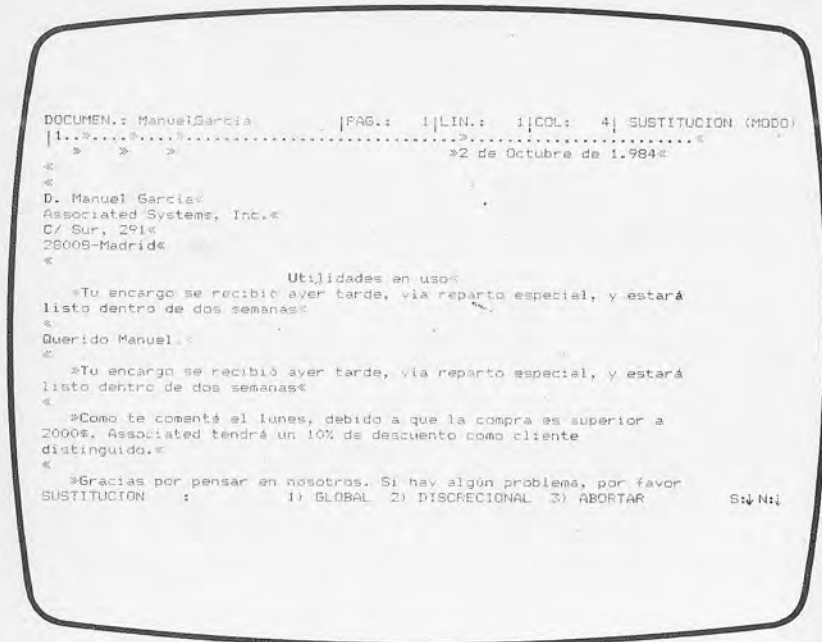 DOCUMEN.: ManuelGarcia |PAG.: 1|LIN.: 1|COL: 4| SUSTITUCION (MODO)
|1..»....»....»..................................»............................«
» » » »2 de Octubre de 1.984«
«
«
D. Manuel Garcia«
Associated Systems, Inc.«
C/ Sur, 291«
28008-Madrid«
«
Utilidades en uso«
»Tu encargo se recibió ayer tarde, via reparto especial, y estará
listo dentro de dos semanas«
«
Querido Manuel.«
«
»Tu encargo se recibió ayer tarde, via reparto especial, y estará
listo dentro de dos semanas«
«
»Como te comenté el lunes, debido a que la compra es superior a
2000$. Associated tendrá un 10% de descuento como cliente
distinguido.«
«
»Gracias por pensar en nosotros. Si hay algún problema, por favor
SUSTITUCION : 1) GLOBAL 2) DISCRECIONAL 3) ABORTAR S:↓ N:↓